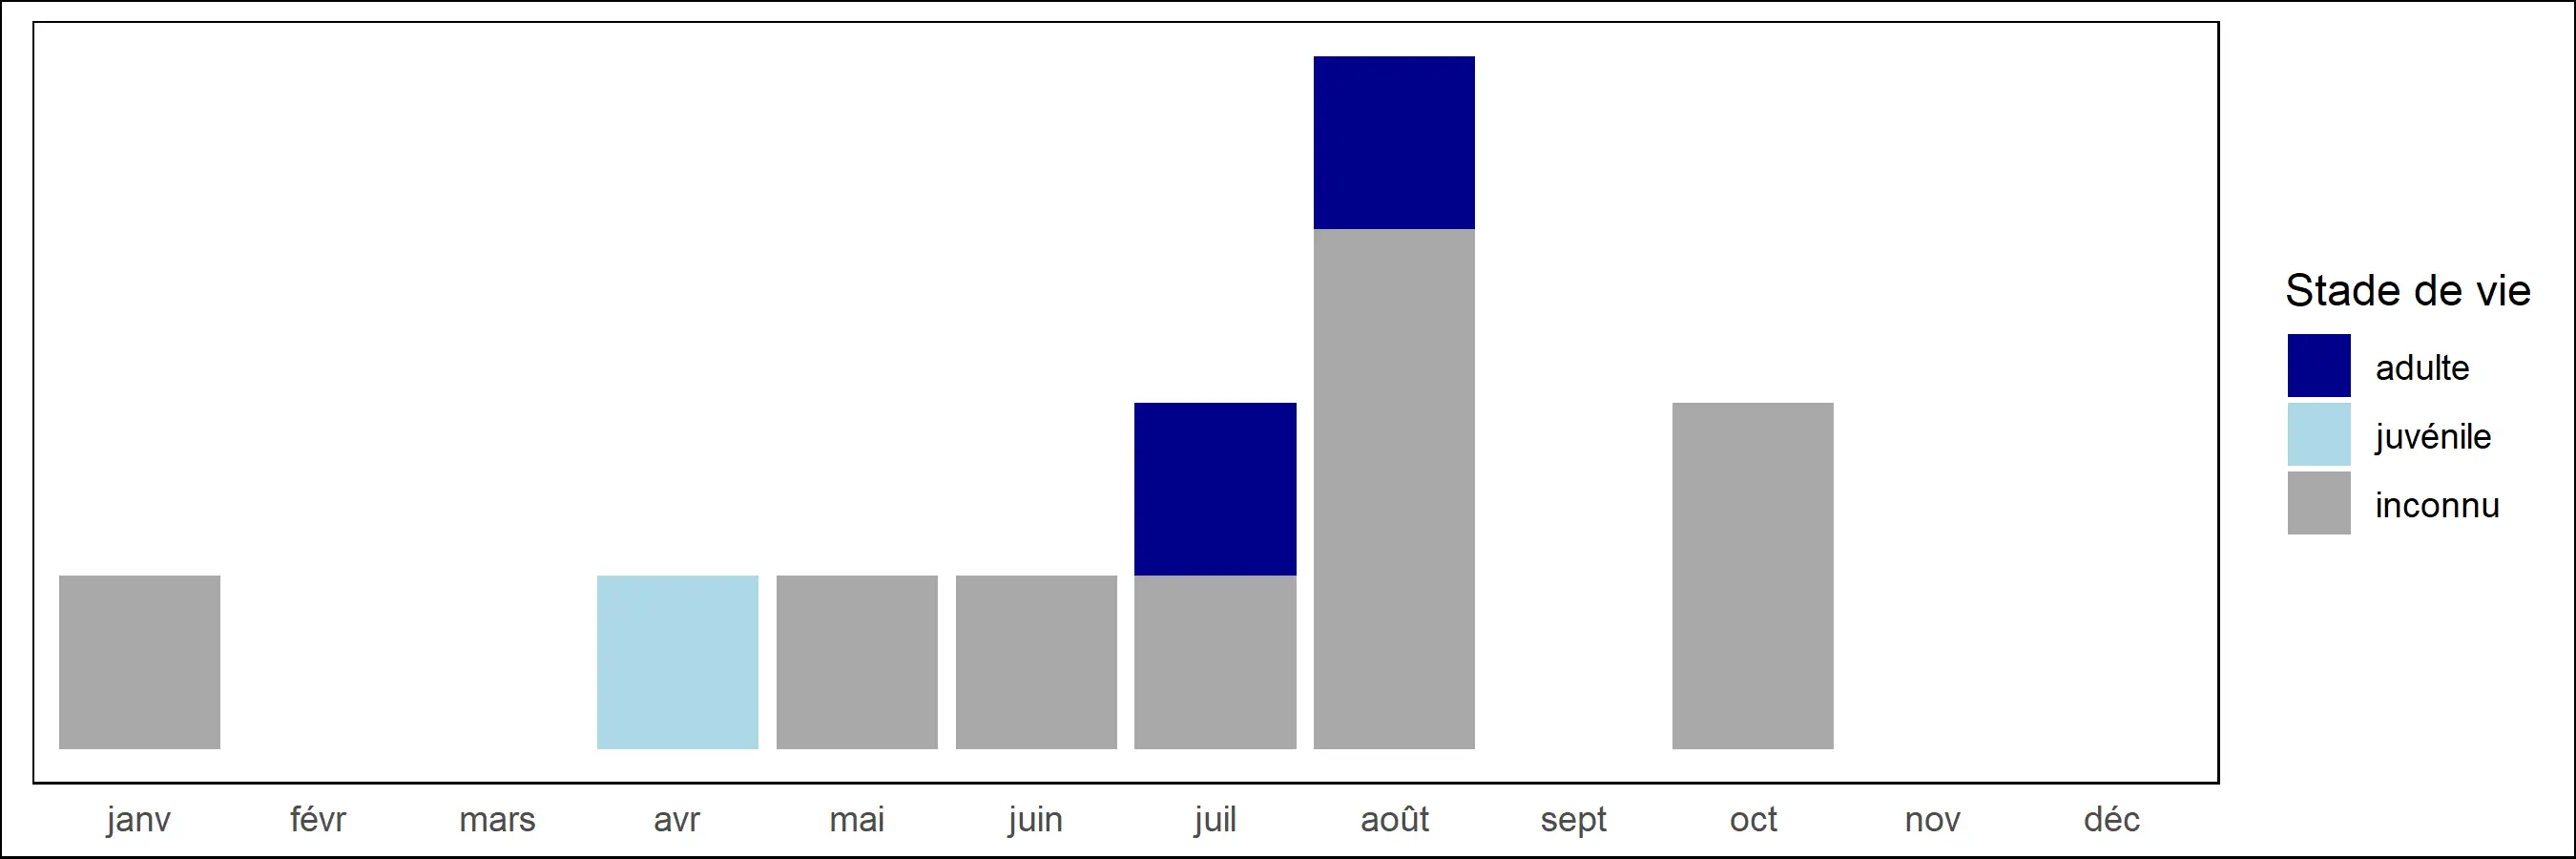 Stade de vie
adulte
juvénile
inconnu
janv févr mars avr mai juin juil août sept oct nov déc